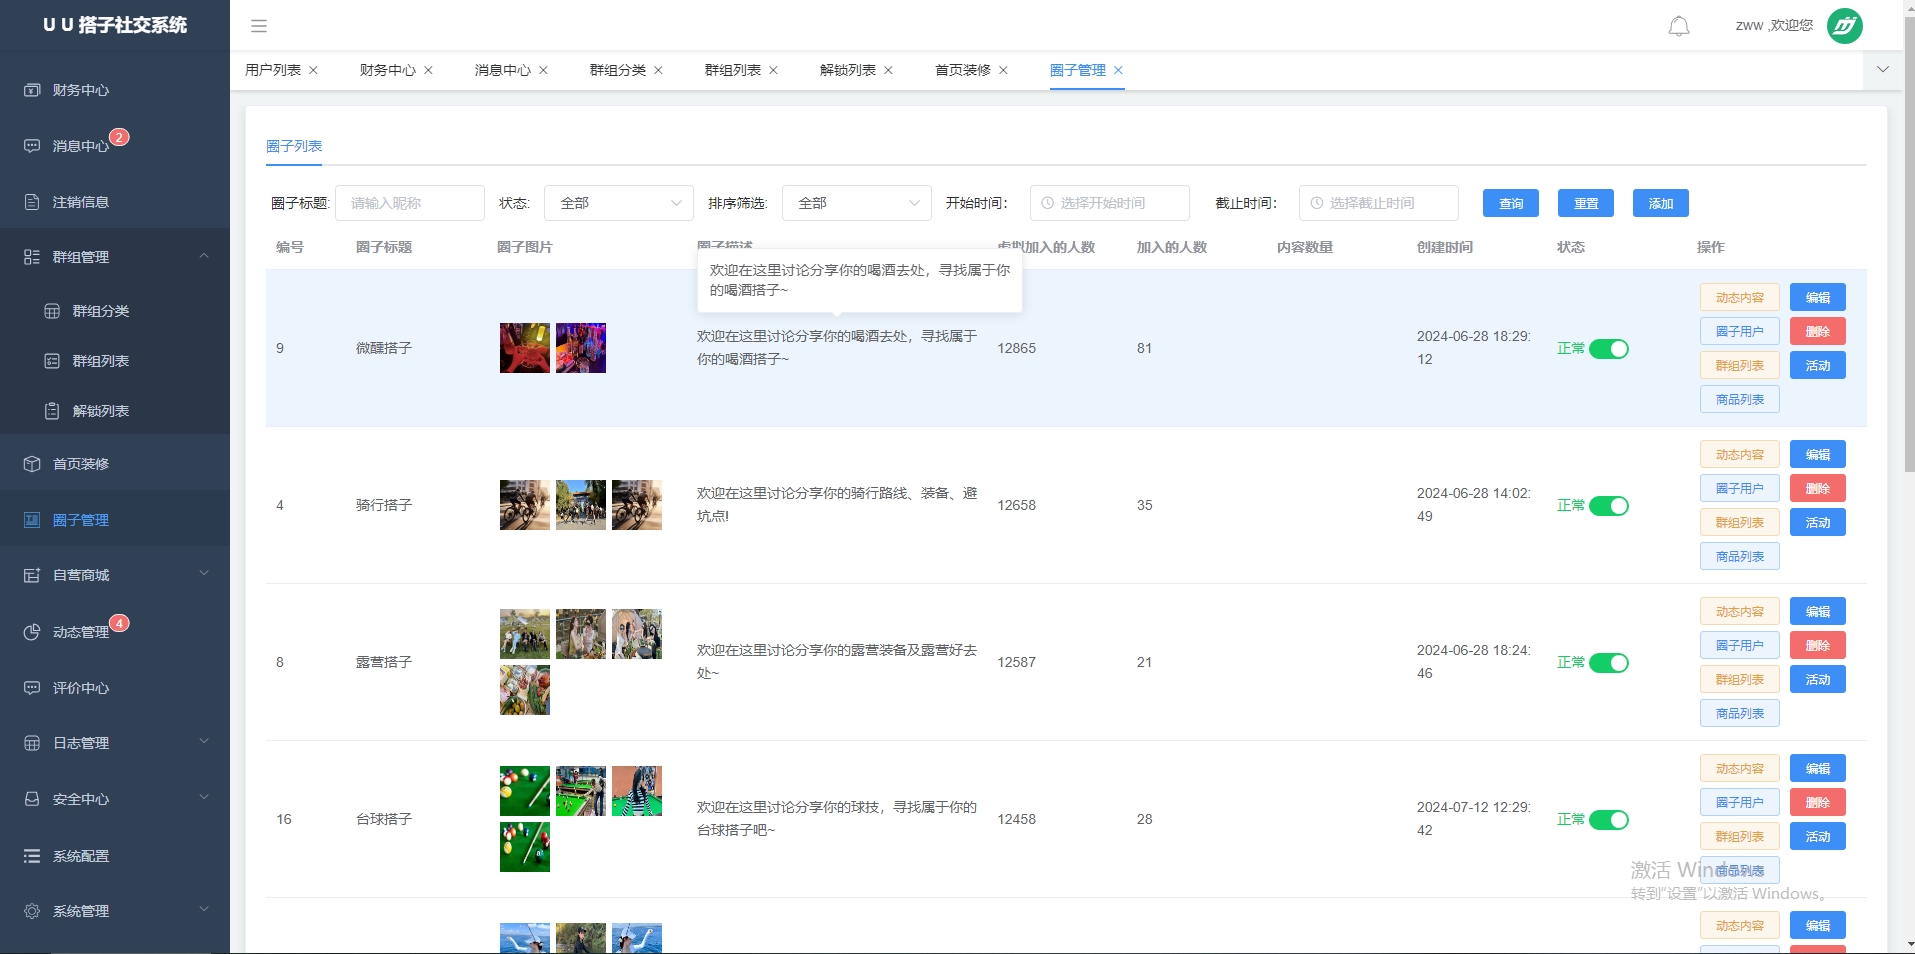 U U 搭子社交系统
财务中心
消息中心 2
注销信息
群组管理
群组分类
群组列表
解锁列表
首页装修
圈子管理
自营商城
动态管理 4
评价中心
日志管理
安全中心
系统配置
系统管理
zww ,欢迎您
用户列表 财务中心 消息中心 群组分类 群组列表 解锁列表 首页装修 圈子管理
圈子列表
圈子标题: 请输入昵称 状态: 全部 排序筛选: 全部 开始时间: 选择开始时间 截止时间: 选择截止时间 查询 重置 添加
编号 圈子标题 圈子图片 圈子描述 虚拟加入的人数 加入的人数 内容数量 创建时间 状态 操作
欢迎在这里讨论分享你的喝酒去处，寻找属于你
的喝酒搭子~
9 微醺搭子 欢迎在这里讨论分享你的喝酒去处，寻找属于
你的喝酒搭子~ 12865 81 2024-06-28 18:29:
12 正常
动态内容 编辑
圈子用户 删除
群组列表 活动
商品列表
4 骑行搭子 欢迎在这里讨论分享你的骑行路线、装备、避
坑点! 12658 35 2024-06-28 14:02:
49 正常
动态内容 编辑
圈子用户 删除
群组列表 活动
商品列表
8 露营搭子 欢迎在这里讨论分享你的露营装备及露营好去
处~ 12587 21 2024-06-28 18:24:
46 正常
动态内容 编辑
圈子用户 删除
群组列表 活动
商品列表
16 台球搭子 欢迎在这里讨论分享你的球技，寻找属于你的
台球搭子吧~ 12458 28 2024-07-12 12:29:
42 正常
动态内容 编辑
圈子用户 删除
群组列表 活动
商品列表
激活 Windows
转到“设置”以激活 Windows。
动态内容 编辑